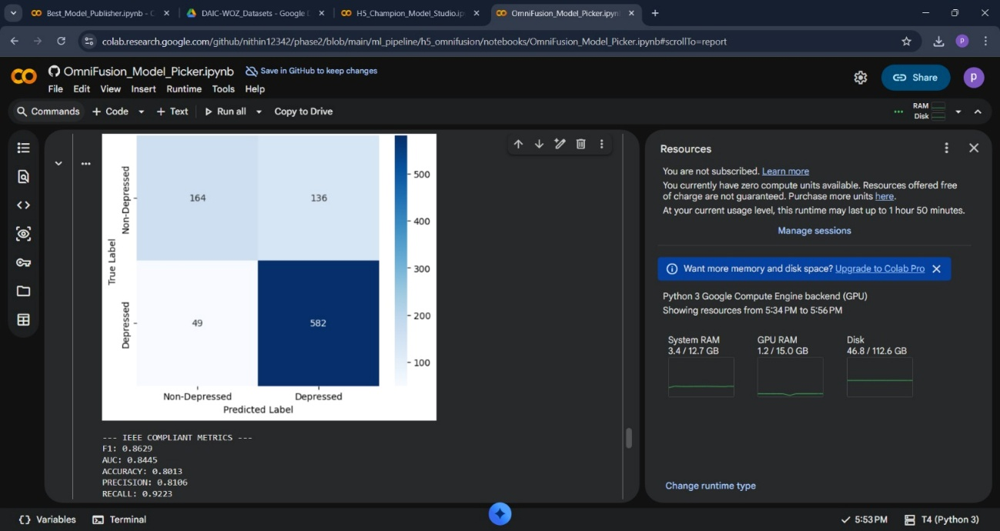 Best_Model_Publisher.ipynb - C
DAIC-WOZ_Datasets - Google D
H5_Champion_Model_Studio.ip
OmniFusion_Model_Picker.ipyn
colab.research.google.com/github/nithin12342/phase2/blob/main/ml_pipeline/h5_omnifusion/notebooks/OmniFusion_Model_Picker.ipynb#scrollTo=report
P
OmniFusion_Model_Picker.ipynb
Save in GitHub to keep changes
File Edit View Insert Runtime Tools Help
Share
p
Commands + Code + Text Run all Copy to Drive
RAM
Disk
Non-Depressed
Depressed
True Label
164 136
49 582
500
400
300
200
100
Non-Depressed Depressed
Predicted Label
--- IEEE COMPLIANT METRICS ---
F1: 0.8629
AUC: 0.8445
ACCURACY: 0.8013
PRECISION: 0.8106
RECALL: 0.9223
Resources
You are not subscribed. Learn more
You currently have zero compute units available. Resources offered free
of charge are not guaranteed. Purchase more units here.
At your current usage level, this runtime may last up to 1 hour 50 minutes.
Manage sessions
Want more memory and disk space? Upgrade to Colab Pro
Python 3 Google Compute Engine backend (GPU)
Showing resources from 5:34 PM to 5:56 PM
System RAM
3.4 / 12.7 GB
GPU RAM
1.2 / 15.0 GB
Disk
46.8 / 112.6 GB
Change runtime type
Variables Terminal
5:53 PM T4 (Python 3)